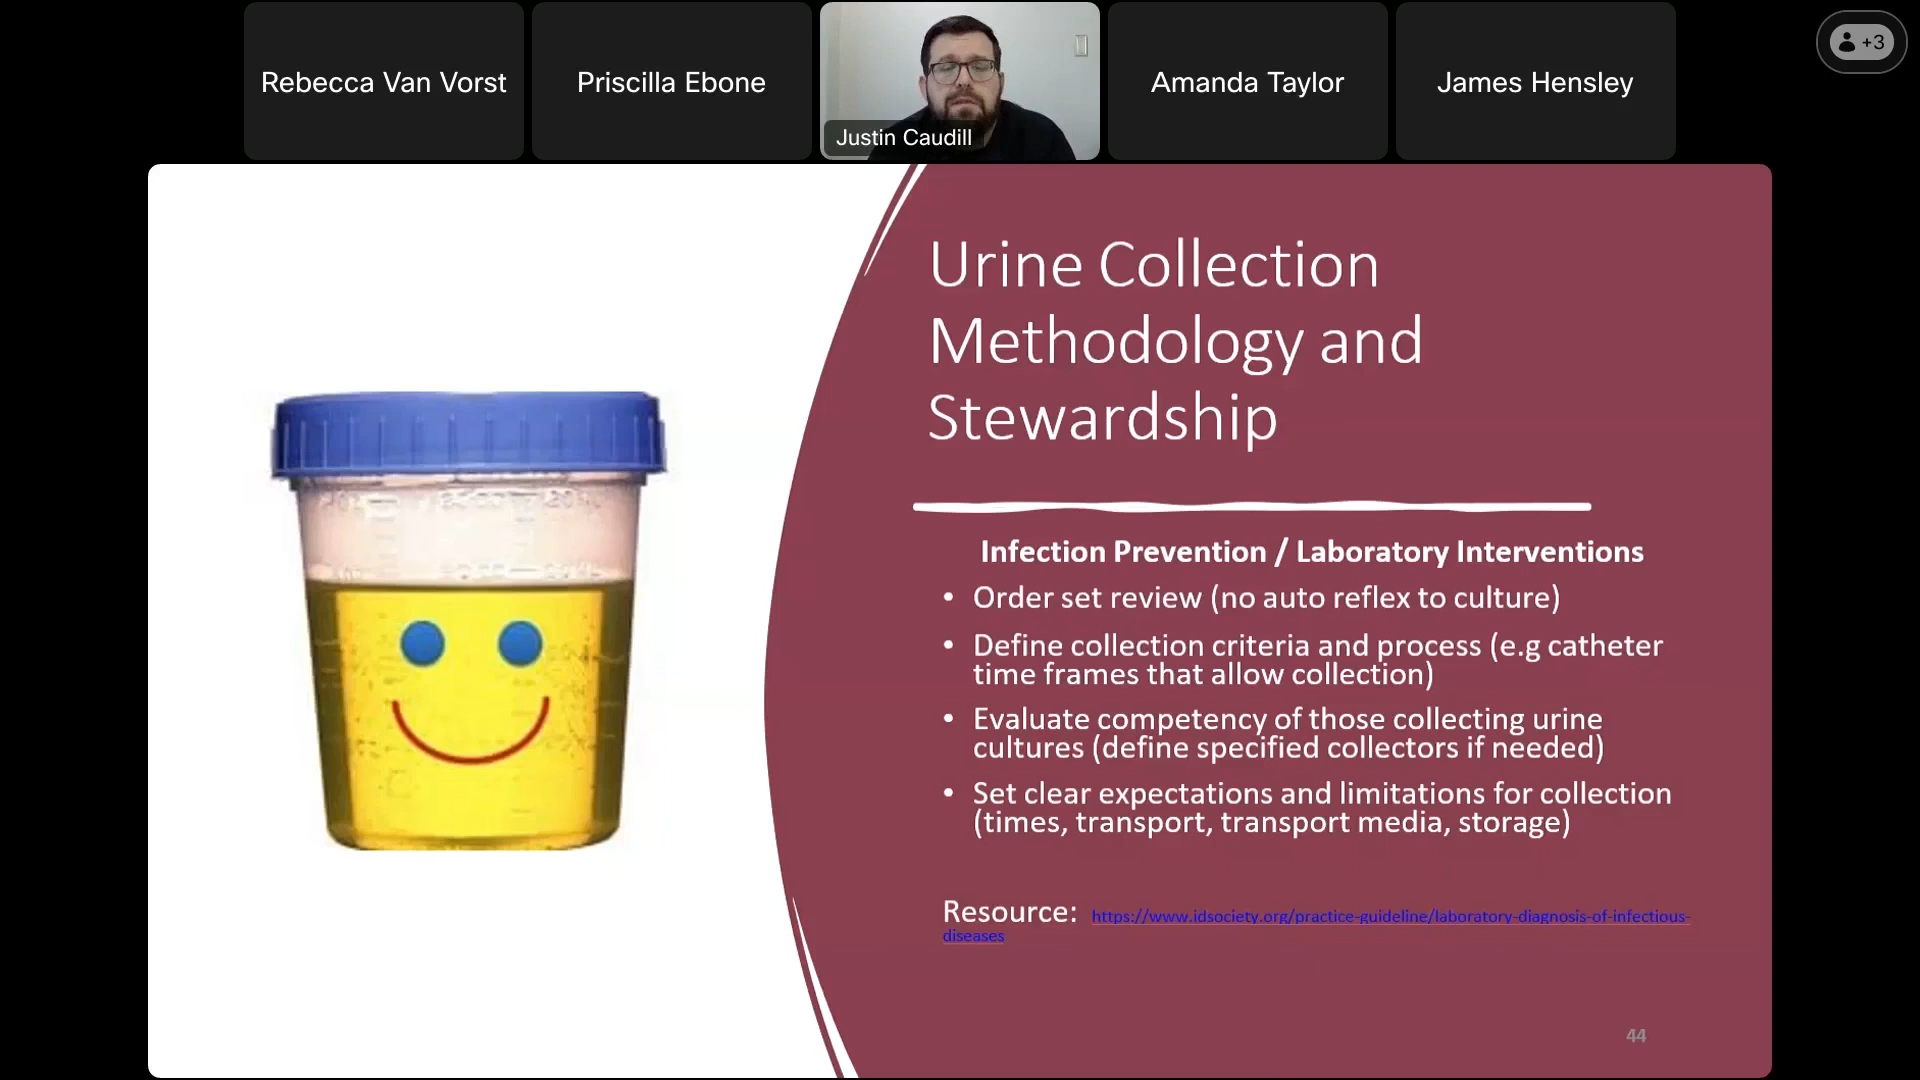 Rebecca Van Vorst
Priscilla Ebone
Justin Caudill
Amanda Taylor
James Hensley
+3
Urine Collection
Methodology and
Stewardship
Infection Prevention / Laboratory Interventions
• Order set review (no auto reflex to culture)
• Define collection criteria and process (e.g catheter
time frames that allow collection)
• Evaluate competency of those collecting urine
cultures (define specified collectors if needed)
• Set clear expectations and limitations for collection
(times, transport, transport media, storage)
Resource: https://www.idsociety.org/practice-guideline/laboratory-diagnosis-of-infectious-
diseases
44